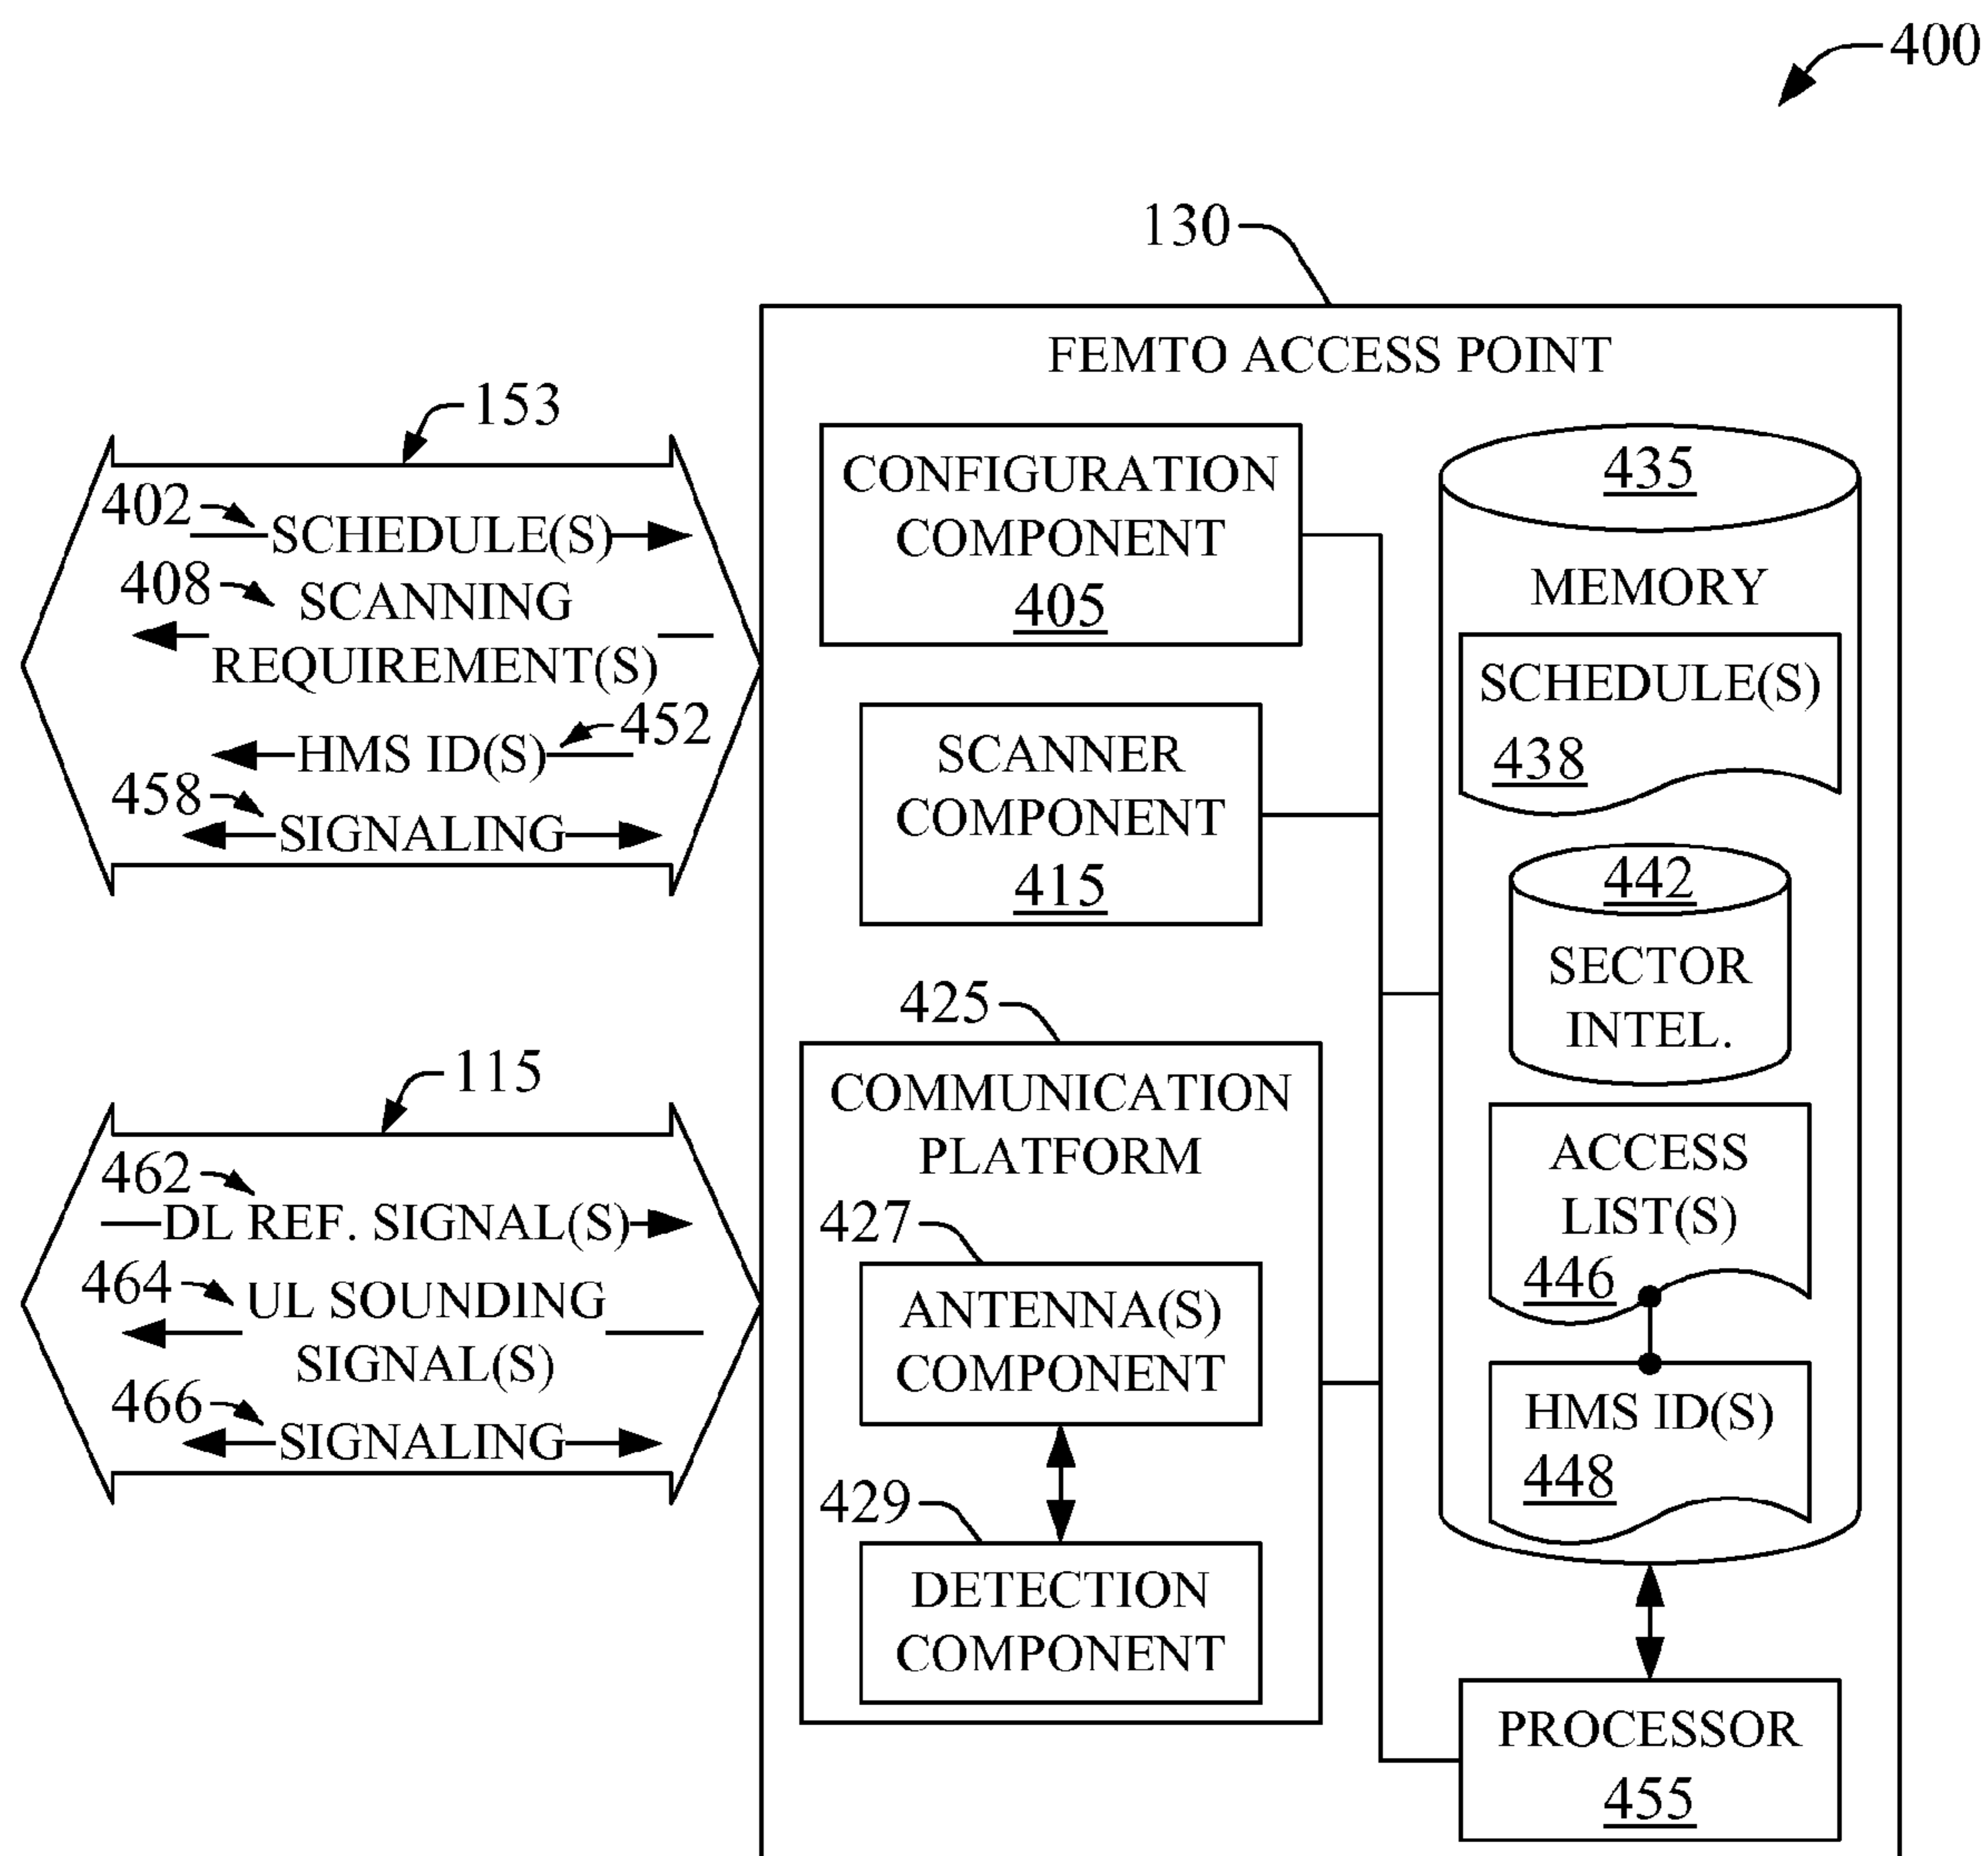 400
130
FEMTO ACCESS POINT
153
402
SCHEDULE(S)
408
SCANNING
REQUIREMENT(S)
HMS ID(S)
452
458
SIGNALING
115
462
DL REF. SIGNAL(S)
464
UL SOUNDING
SIGNAL(S)
466
SIGNALING
CONFIGURATION
COMPONENT
405
SCANNER
COMPONENT
415
425
COMMUNICATION
PLATFORM
427
ANTENNA(S)
COMPONENT
429
DETECTION
COMPONENT
435
MEMORY
SCHEDULE(S)
438
442
SECTOR
INTEL.
ACCESS
LIST(S)
446
HMS ID(S)
448
PROCESSOR
455